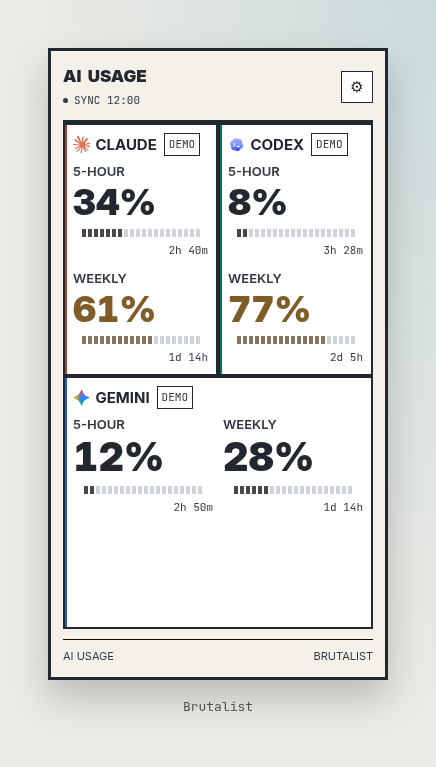 AI USAGE
SYNC 12:00
⚙
CLAUDE DEMO
5-HOUR
34%
2h 40m
WEEKLY
61%
1d 14h
CODEX DEMO
5-HOUR
8%
3h 28m
WEEKLY
77%
2d 5h
GEMINI DEMO
5-HOUR
12%
2h 50m
WEEKLY
28%
1d 14h
AI USAGE
BRUTALIST
Brutalist